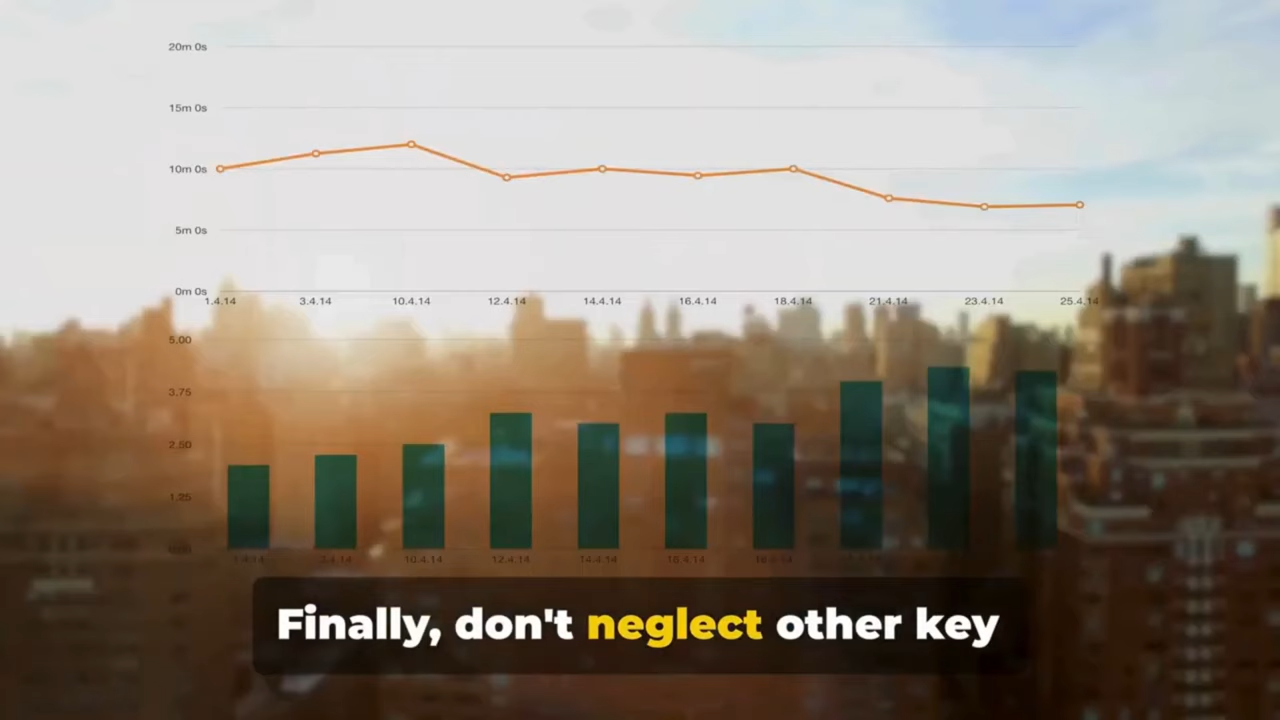 20m 0s
15m 0s
10m 0s
5m 0s
0m 0s
1.4.14 3.4.14 10.4.14 12.4.14 14.4.14 16.4.14 18.4.14 21.4.14 23.4.14 25.4.14
5.00
3.75
2.50
1.25
1.4.14 3.4.14 10.4.14 12.4.14 14.4.14 16.4.14
Finally, don't neglect other key